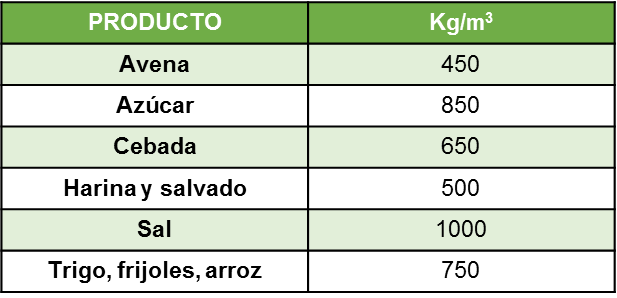 PRODUCTO Kg/m³
Avena 450
Azúcar 850
Cebada 650
Harina y salvado 500
Sal 1000
Trigo, frijoles, arroz 750